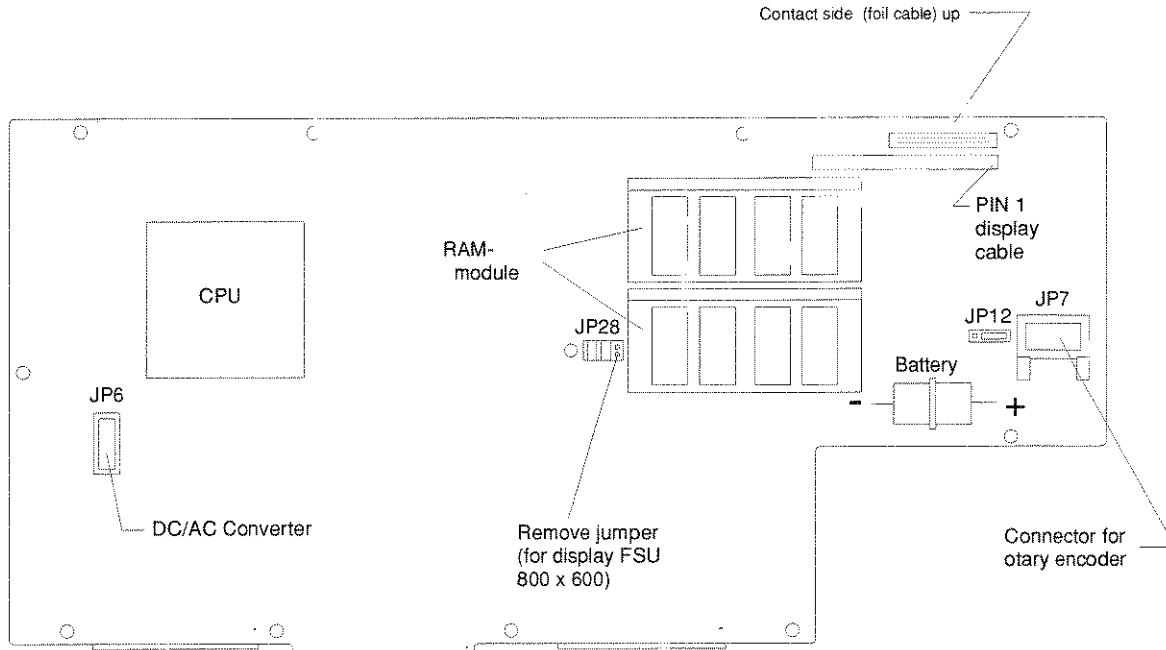 Contact side (foil cable) up
PIN 1
display
cable
RAM-
module
CPU
JP28
JP12
JP7
Battery
- +
JP6
DC/AC Converter
Remove jumper
(for display FSU
800 x 600)
Connector for
otary encoder